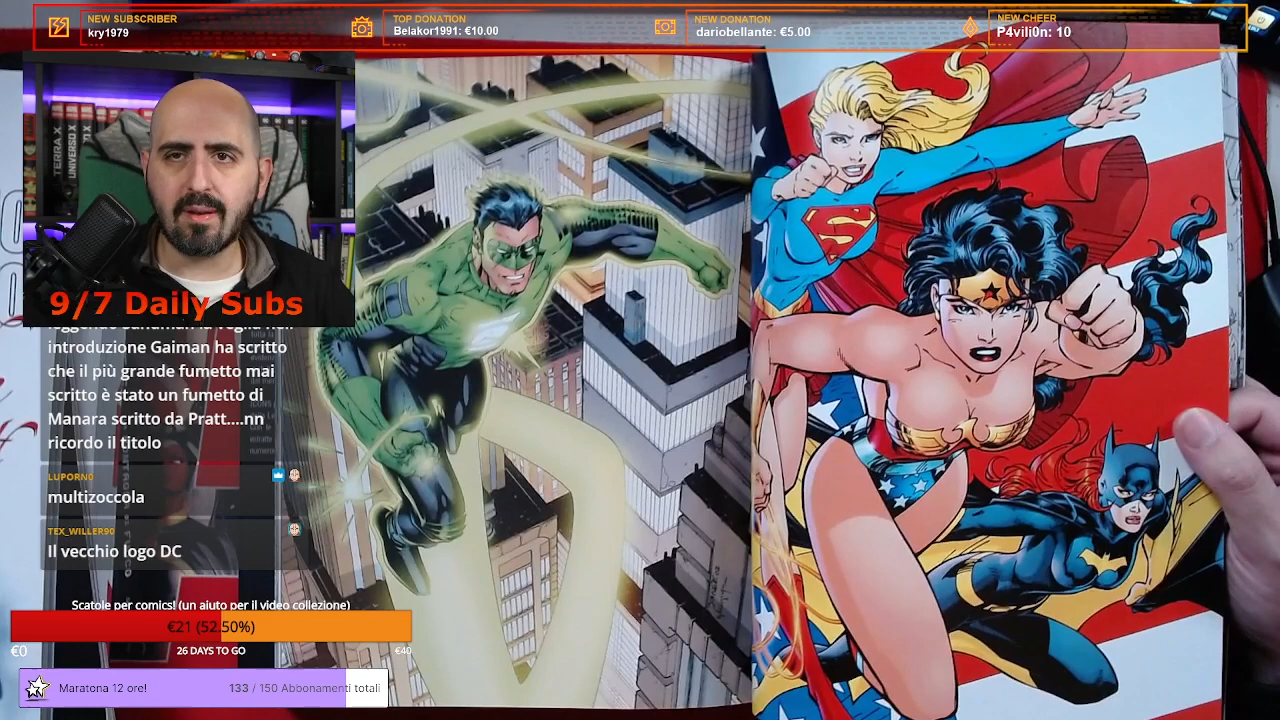 NEW SUBSCRIBER
kry1979
TOP DONATION
Belakor1991: €10.00
NEW DONATION
dariobellante: €5.00
NEW CHEER
P4vili0n: 10
TERRA X
UNIVERSO X
9/7 Daily Subs
introduzione Gaiman ha scritto
che il più grande fumetto mai
scritto è stato un fumetto di
Manara scritto da Pratt....nn
ricordo il titolo
LUPORN0
multizoccola
TEX_WILLER90
Il vecchio logo DC
Scatole per comics! (un aiuto per il video collezione)
€21 (52.50%)
€0
26 DAYS TO GO
€40
Maratona 12 ore!
133 / 150 Abbonamenti totali